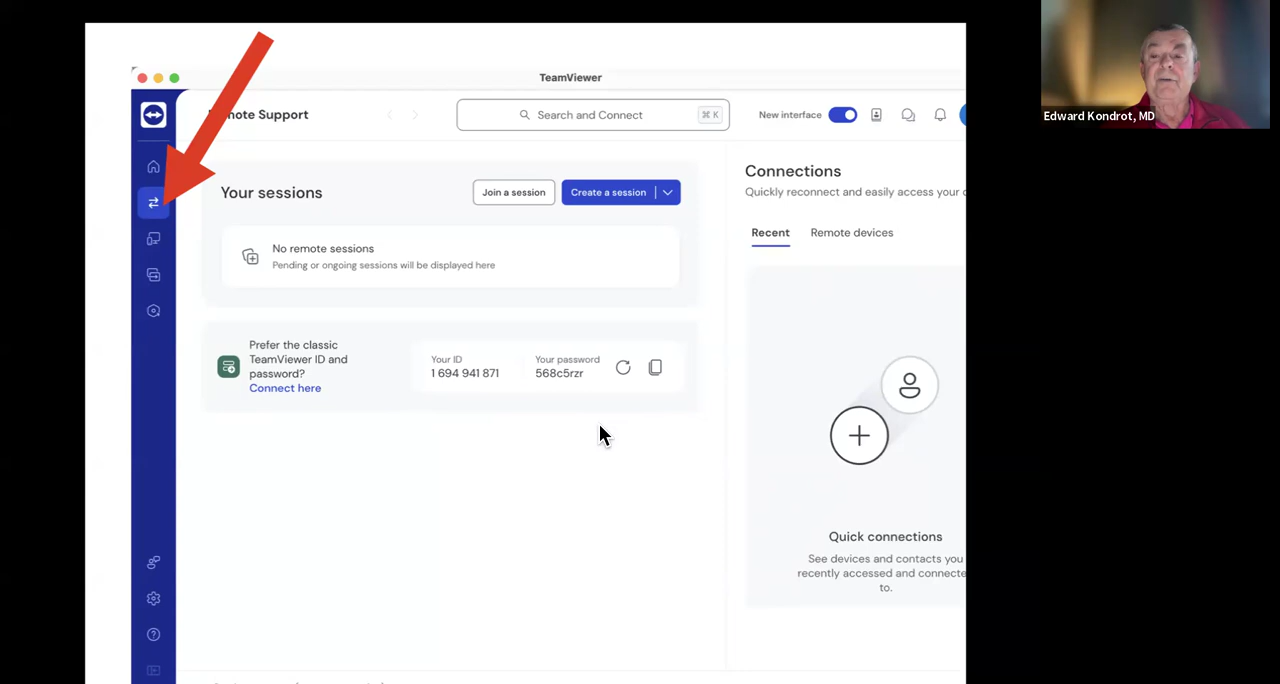 TeamViewer
mote Support
Search and Connect
⌘ K
New interface
Your sessions
Join a session
Create a session
No remote sessions
Pending or ongoing sessions will be displayed here
Prefer the classic
TeamViewer ID and
password?
Connect here
Your ID
1 694 941 871
Your password
568c5rzr
Connections
Quickly reconnect and easily access your
Recent
Remote devices
Quick connections
See devices and contacts you
recently accessed and connecte
to.
Edward Kondrot, MD